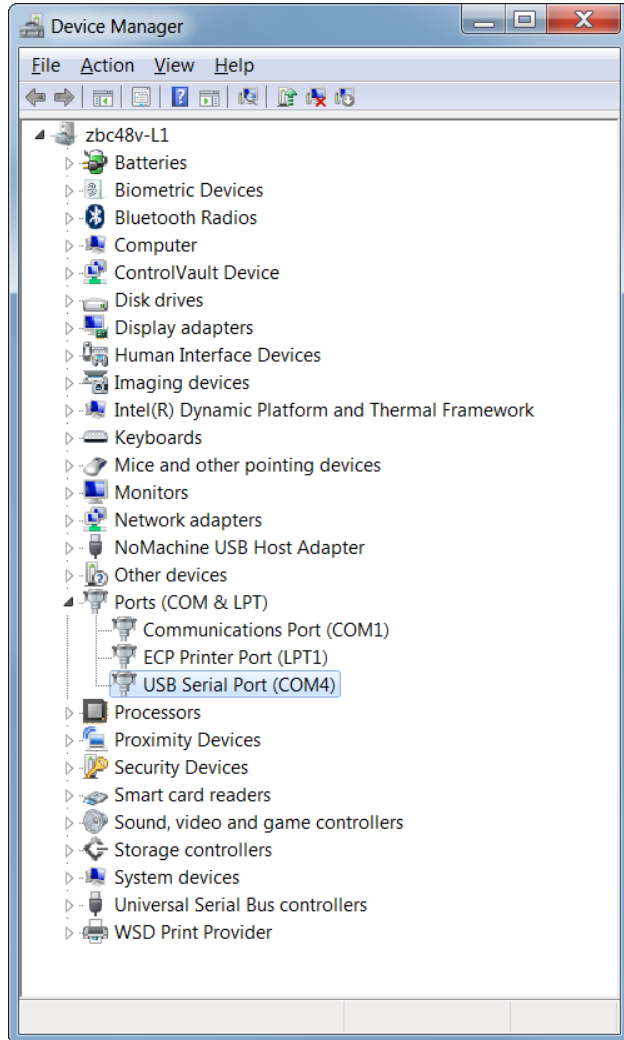 Device Manager
File Action View Help
zbc48v-L1
Batteries
Biometric Devices
Bluetooth Radios
Computer
ControlVault Device
Disk drives
Display adapters
Human Interface Devices
Imaging devices
Intel(R) Dynamic Platform and Thermal Framework
Keyboards
Mice and other pointing devices
Monitors
Network adapters
NoMachine USB Host Adapter
Other devices
Ports (COM & LPT)
Communications Port (COM1)
ECP Printer Port (LPT1)
USB Serial Port (COM4)
Processors
Proximity Devices
Security Devices
Smart card readers
Sound, video and game controllers
Storage controllers
System devices
Universal Serial Bus controllers
WSD Print Provider